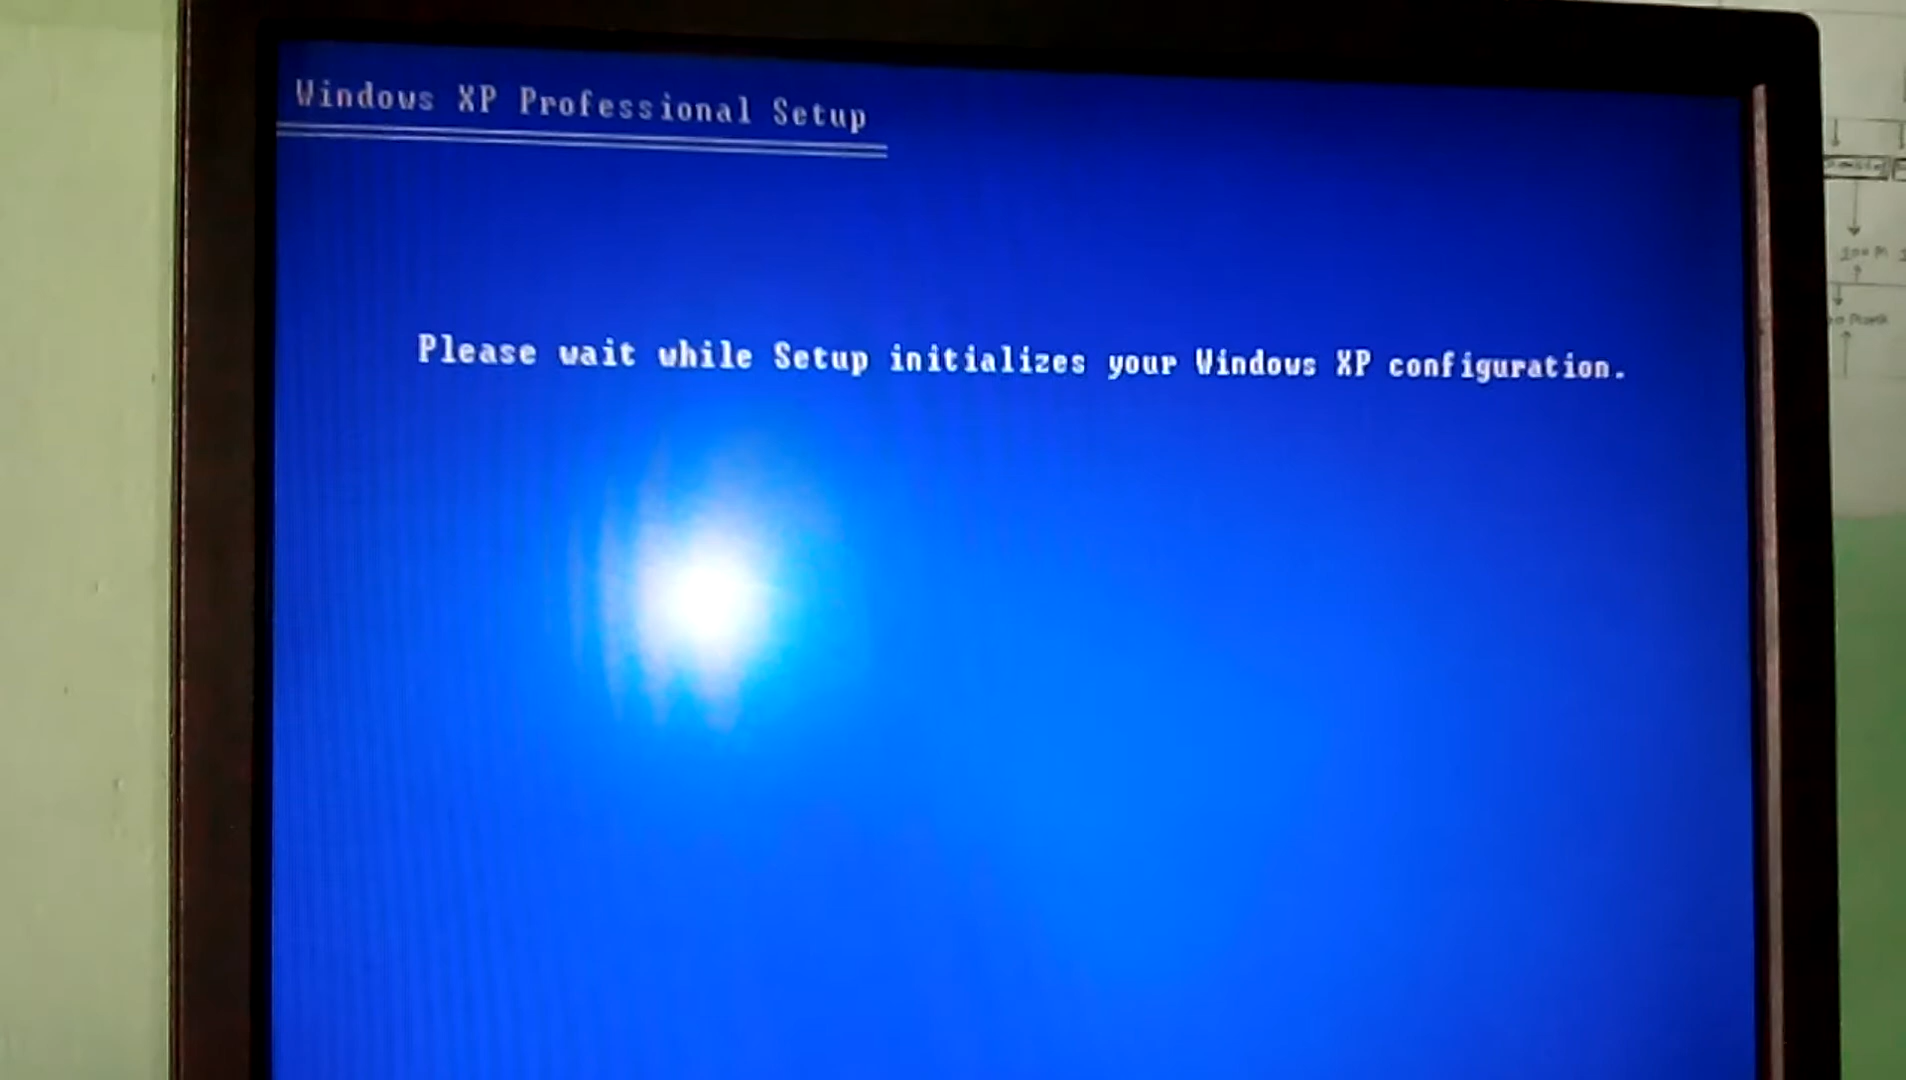 Windows XP Professional Setup
Please wait while Setup initializes your Windows XP configuration.